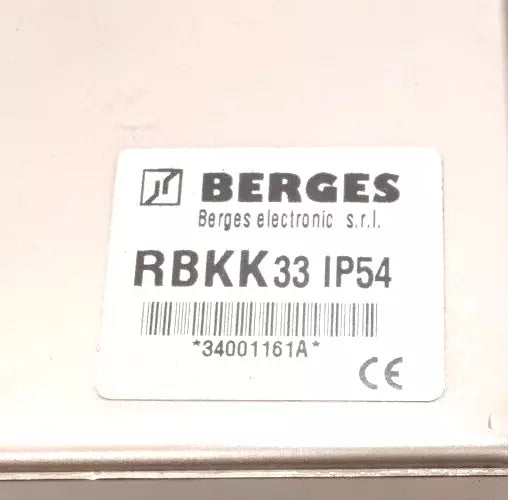 BERGES
Berges electronic s.r.l.
RBKK33 IP54
*34001161A*
CE